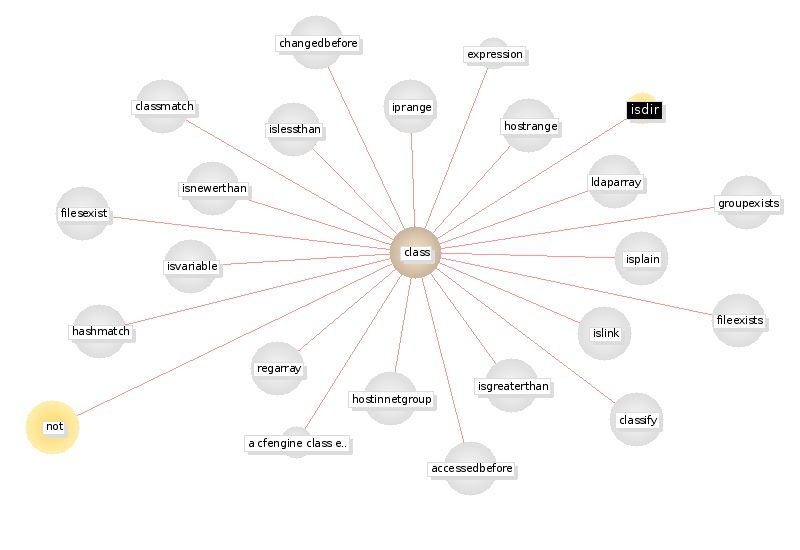 changedbefore
expression
classmatch
iprange
isdir
islessthan
hostrange
isnewerthan
ldaparray
filesexist
groupexists
class
isvariable
isplain
hashmatch
fileexists
islink
regarray
isgreaterthan
hostinnetgroup
classify
not
a cfengine class e..
accessedbefore